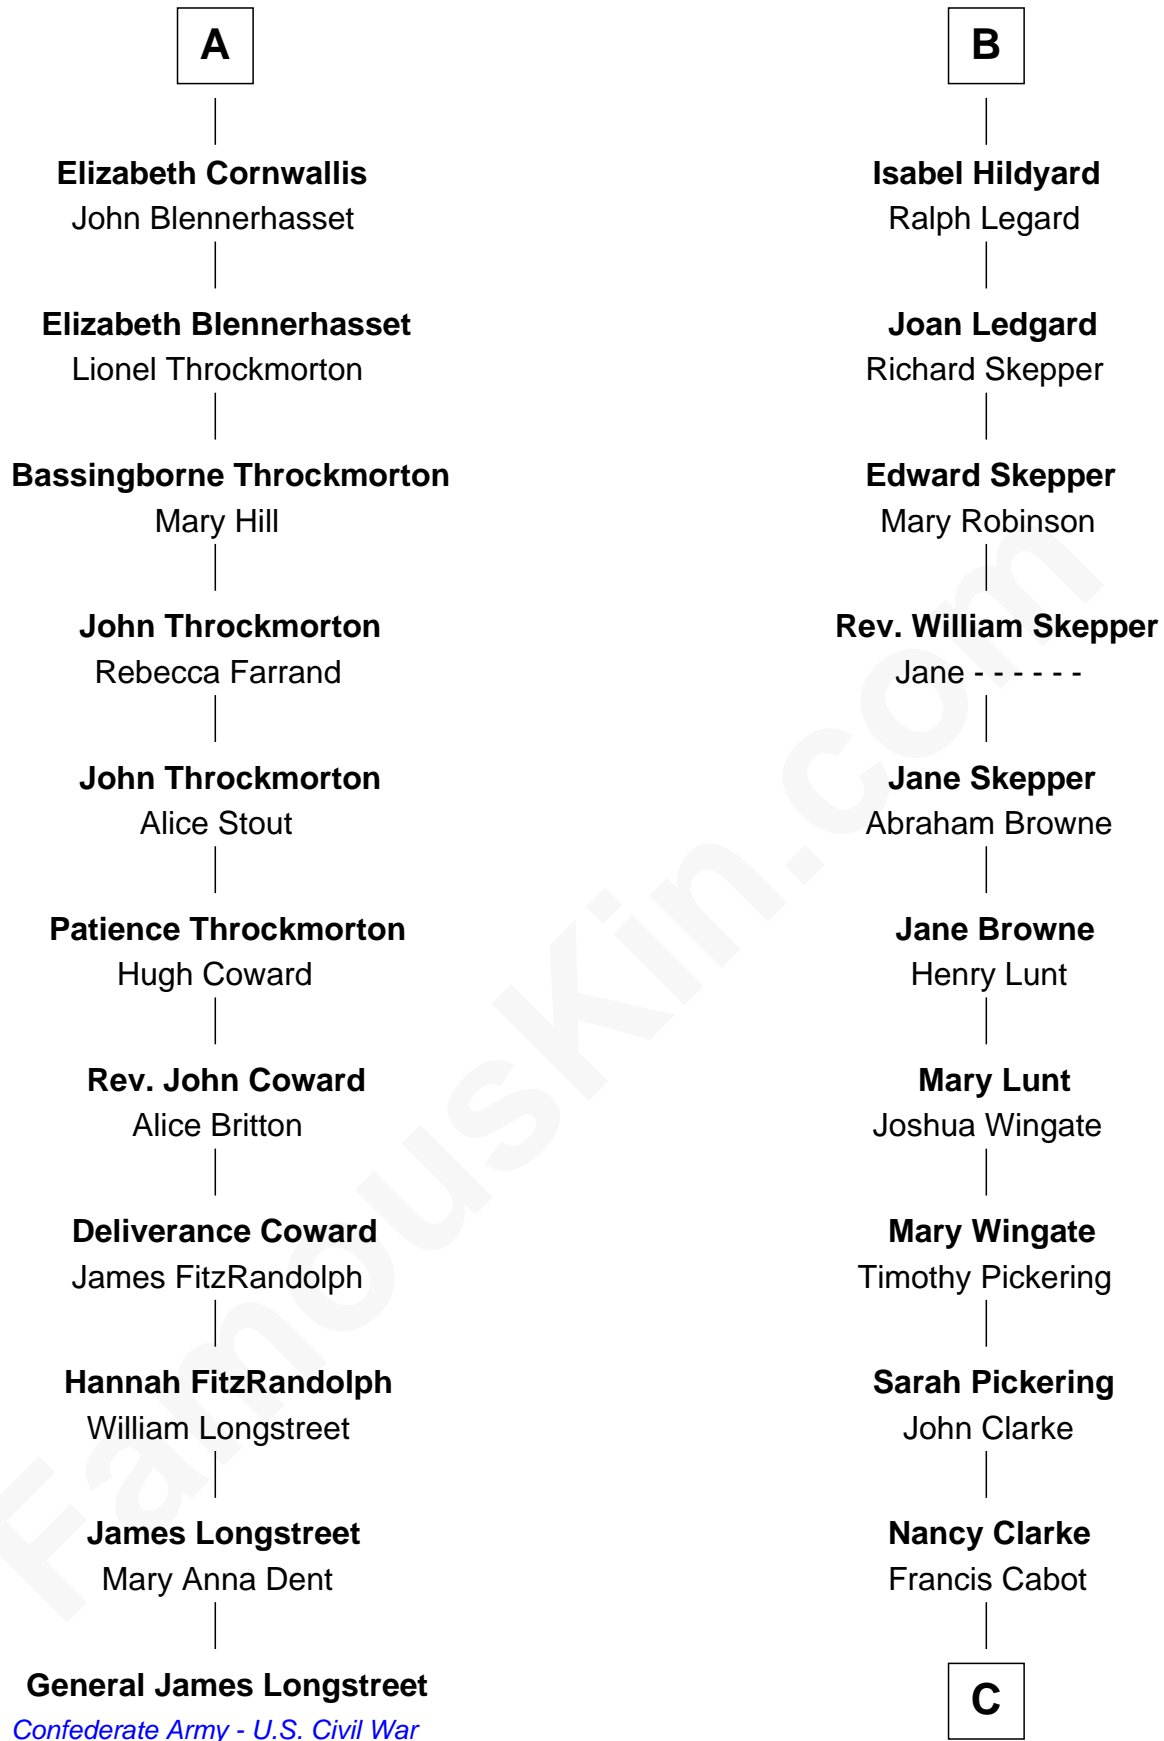 A
Elizabeth Cornwallis
John Blennerhasset
Elizabeth Blennerhasset
Lionel Throckmorton
Bassingborne Throckmorton
Mary Hill
John Throckmorton
Rebecca Farrand
John Throckmorton
Alice Stout
Patience Throckmorton
Hugh Coward
Rev. John Coward
Alice Britton
Deliverance Coward
James FitzRandolph
Hannah FitzRandolph
William Longstreet
James Longstreet
Mary Anna Dent
General James Longstreet
Confederate Army - U.S. Civil War
B
Isabel Hildyard
Ralph Legard
Joan Ledgard
Richard Skepper
Edward Skepper
Mary Robinson
Rev. William Skepper
Jane - - - - - -
Jane Skepper
Abraham Browne
Jane Browne
Henry Lunt
Mary Lunt
Joshua Wingate
Mary Wingate
Timothy Pickering
Sarah Pickering
John Clarke
Nancy Clarke
Francis Cabot
C
FamousKin.com